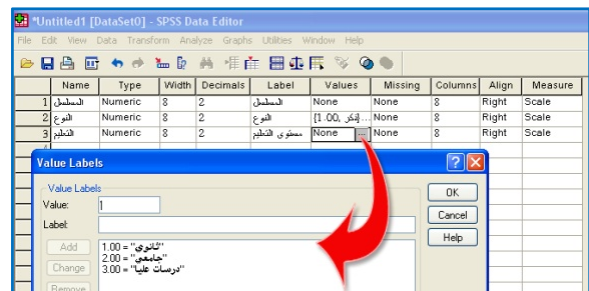 *Untitled1 [DataSet0] - SPSS Data Editor
File Edit View Data Transform Analyze Graphs Utilities Window Help
Name Type Width Decimals Label Values Missing Columns Align Measure
1 المسلسل Numeric 8 2 المسلسل None None 8 Right Scale
2 النوع Numeric 8 2 النوع {1.00, ذكر}... None 8 Right Scale
3 التعليم Numeric 8 2 مستوى التعليم None ... None 8 Right Scale
Value Labels
Value Labels
Value: 1
Label:
OK
Cancel
Help
Add
Change
Remove
1.00 = "ثانوي"
2.00 = "جامعي"
3.00 = "درسات عليا"